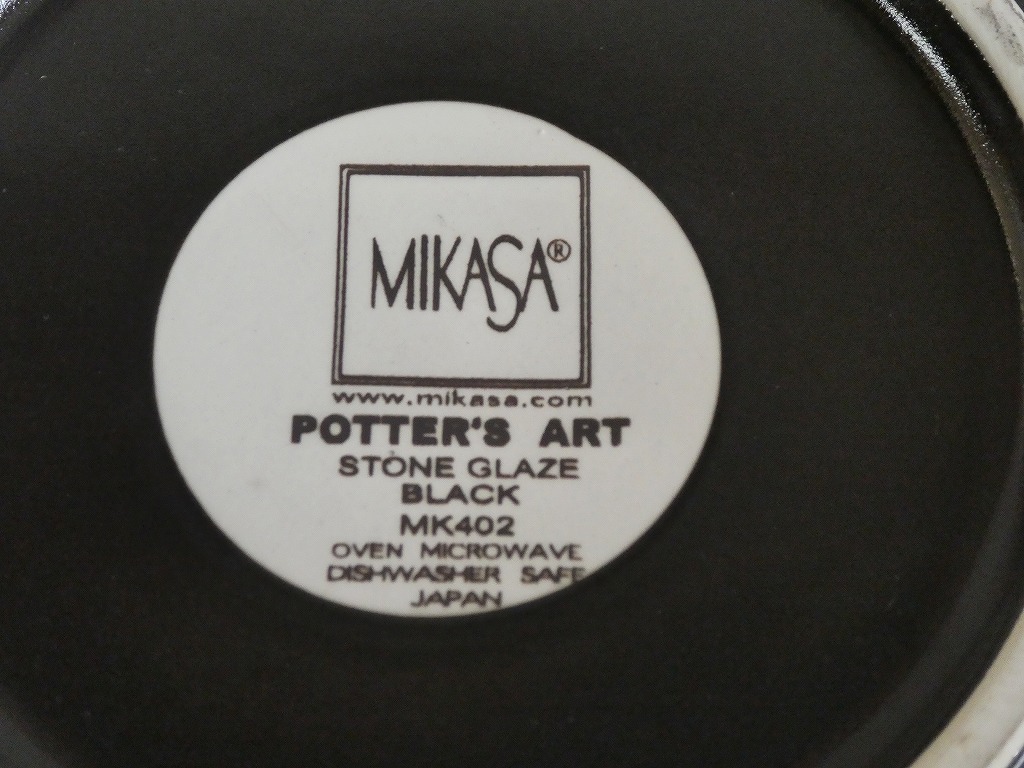 MIKASA®
www.mikasa.com
POTTER'S ART
STONE GLAZE
BLACK
MK402
OVEN MICROWAVE
DISHWASHER SAFE
JAPAN